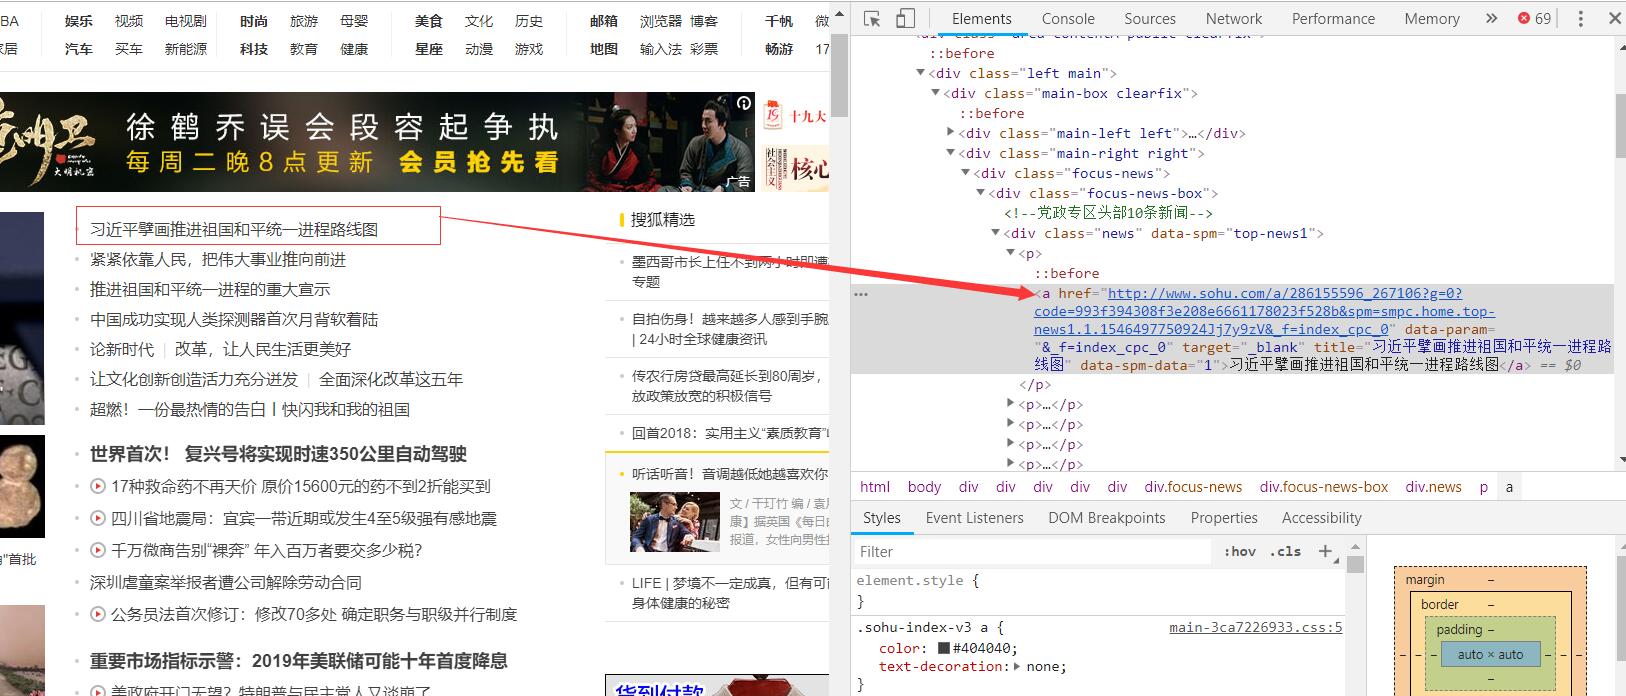 BA 娱乐 视频 电视剧 时尚 旅游 母婴 美食 文化 历史 邮箱 浏览器 博客 千帆 微
家居 汽车 买车 新能源 科技 教育 健康 星座 动漫 游戏 地图 输入法 彩票 畅游 17
明卫
大明机密
徐鹤乔误会段容起争执
每周二晚8点更新 会员抢先看
广告
十九大
社会主义 核心
习近平擘画推进祖国和平统一进程路线图
紧紧依靠人民，把伟大事业推向前进
推进祖国和平统一进程的重大宣示
中国成功实现人类探测器首次月背软着陆
论新时代 | 改革，让人民生活更美好
让文化创新创造活力充分迸发 | 全面深化改革这五年
超燃！一份最热情的告白丨快闪我和我的祖国
世界首次！ 复兴号将实现时速350公里自动驾驶
17种救命药不再天价 原价15600元的药不到2折能买到
四川省地震局：宜宾一带近期或发生4至5级强有感地震
千万微商告别“裸奔” 年入百万者要交多少税？
深圳虐童案举报者遭公司解除劳动合同
公务员法首次修订：修改70多处 确定职务与职级并行制度
重要市场指标示警：2019年美联储可能十年首度降息
美政府开门无望？特朗普与民主党人又谈崩了
"首批
搜狐精选
墨西哥市长上任不到两小时即遭
专题
自拍伤身！越来越多人感到手腕
| 24小时全球健康资讯
传农行房贷最高延长到80周岁，
放政策放宽的积极信号
回首2018：实用主义“素质教育”
听话听音！音调越低她越喜欢你
文 / 干玎竹 编 / 袁
康】据英国《每日
报道，女性向男性
LIFE | 梦境不一定成真，但有可
身体健康的秘密
货到付款
Elements Console Sources Network Performance Memory » 69
::before
<div class="left main">
<div class="main-box clearfix">
::before
<div class="main-left left">…</div>
<div class="main-right right">
<div class="focus-news">
<div class="focus-news-box">
<!--党政专区头部10条新闻-->
<div class="news" data-spm="top-news1">
<p>
::before
<a href="http://www.sohu.com/a/286155596_267106?g=0?
code=993f394308f3e208e6661178023f528b&spm=smpc.home.top-
news1.1.1546497750924Jj7y9zV&_f=index_cpc_0" data-param=
"&_f=index_cpc_0" target="_blank" title="习近平擘画推进祖国和平统一进程路
线图" data-spm-data="1">习近平擘画推进祖国和平统一进程路线图</a> == $0
</p>
<p>…</p>
<p>…</p>
<p>…</p>
<p>…</p>
html body div div div div div div.focus-news div.focus-news-box div.news p a
Styles Event Listeners DOM Breakpoints Properties Accessibility
Filter :hov .cls +
element.style {
}
.sohu-index-v3 a { main-3ca7226933.css:5
color: #404040;
text-decoration: none;
}
margin –
border –
padding –
auto × auto